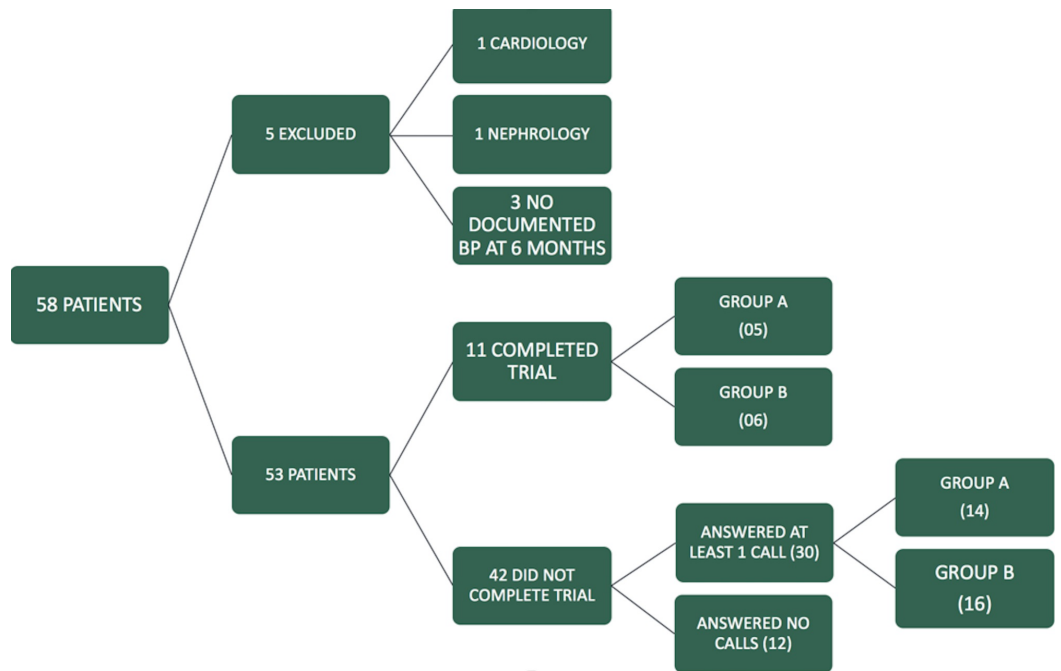 1 CARDIOLOGY
5 EXCLUDED
1 NEPHROLOGY
3 NO
DOCUMENTED
BP AT 6 MONTHS
58 PATIENTS
GROUP A
(05)
11 COMPLETED
TRIAL
GROUP B
(06)
53 PATIENTS
GROUP A
(14)
ANSWERED AT
LEAST 1 CALL (30)
42 DID NOT
COMPLETE TRIAL
GROUP B
(16)
ANSWERED NO
CALLS (12)